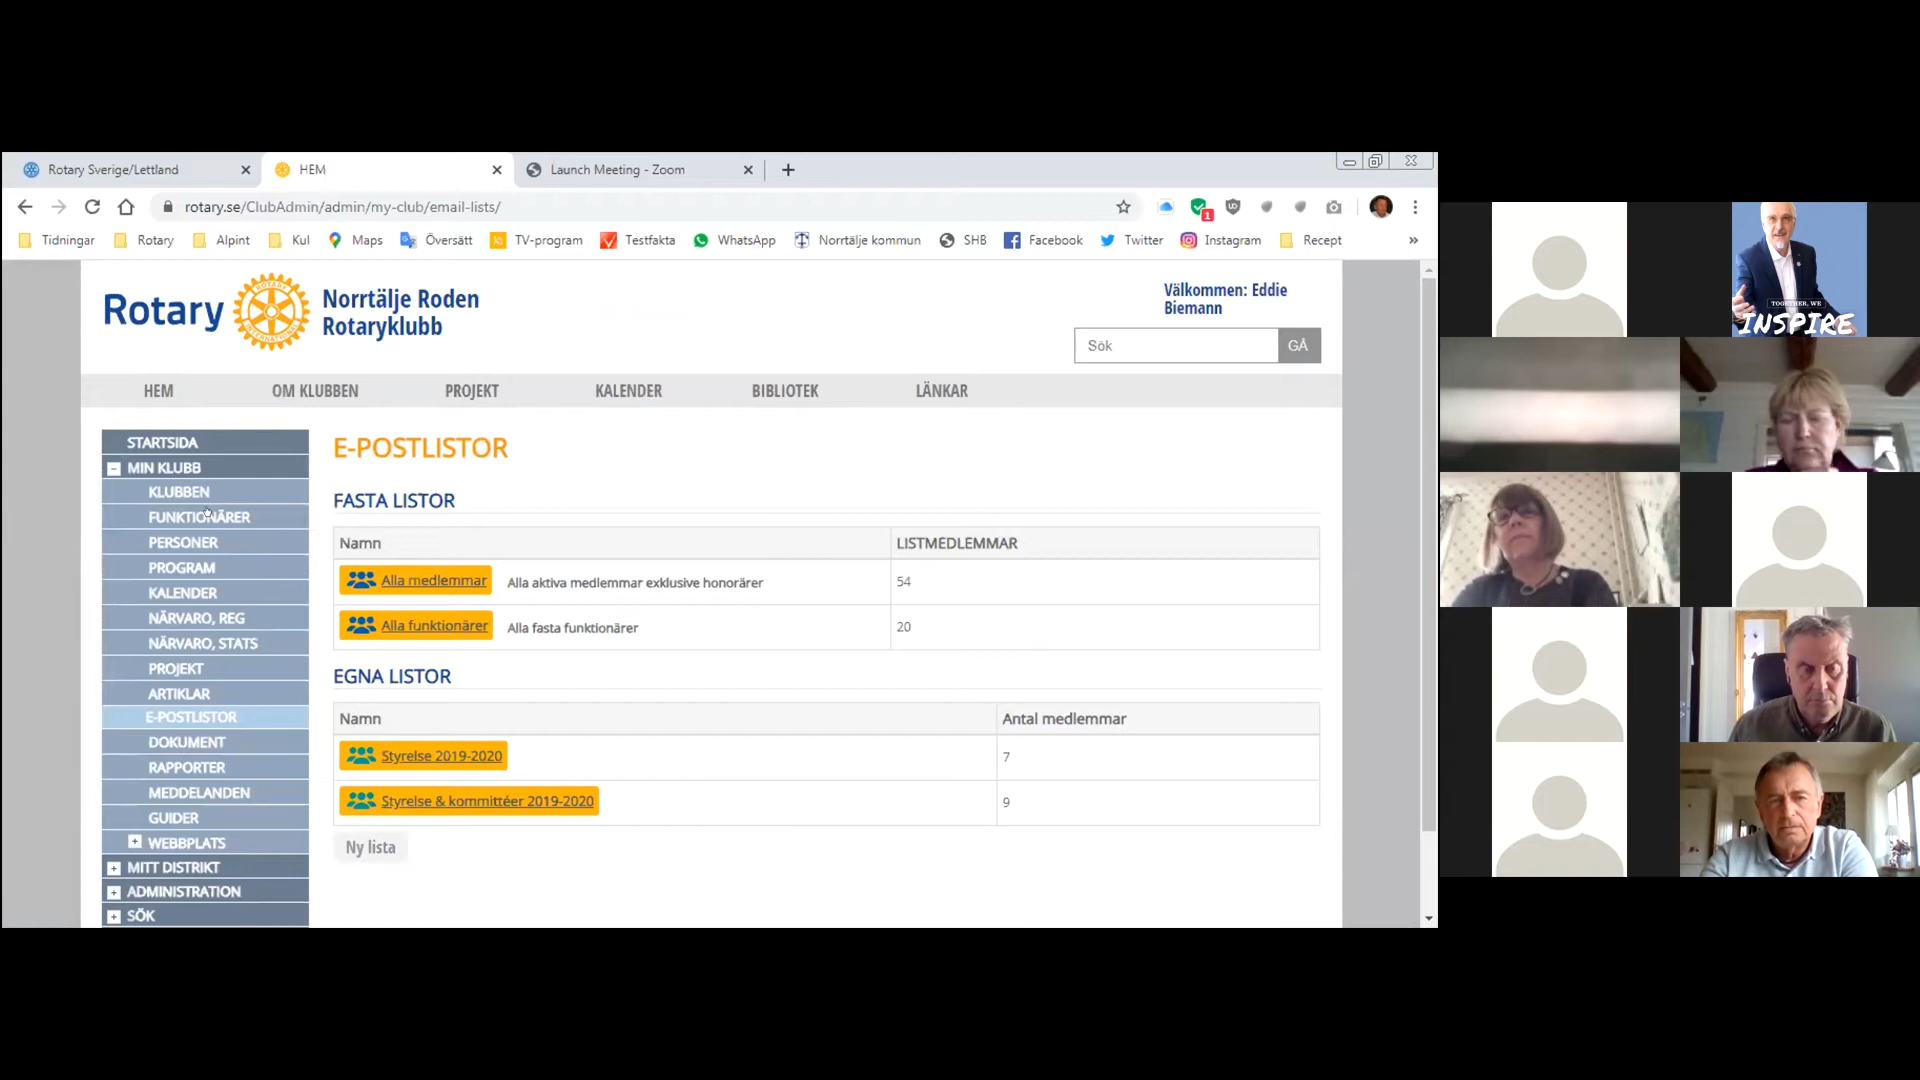 Rotary Sverige/Lettland
HEM
Launch Meeting - Zoom
rotary.se/ClubAdmin/admin/my-club/email-lists/
1
Tidningar Rotary Alpint Kul Maps Översätt TV-program Testfakta WhatsApp Norrtälje kommun SHB Facebook Twitter Instagram Recept »
Rotary
Norrtälje Roden
Rotaryklubb
Välkommen: Eddie
Biemann
Sök GÅ
HEM OM KLUBBEN PROJEKT KALENDER BIBLIOTEK LÄNKAR
STARTSIDA
MIN KLUBB
KLUBBEN
FUNKTIONÄRER
PERSONER
PROGRAM
KALENDER
NÄRVARO, REG
NÄRVARO, STATS
PROJEKT
ARTIKLAR
E-POSTLISTOR
DOKUMENT
RAPPORTER
MEDDELANDEN
GUIDER
WEBBPLATS
MITT DISTRIKT
ADMINISTRATION
SÖK
E-POSTLISTOR
FASTA LISTOR
Namn LISTMEDLEMMAR
Alla medlemmar Alla aktiva medlemmar exklusive honorärer 54
Alla funktionärer Alla fasta funktionärer 20
EGNA LISTOR
Namn Antal medlemmar
Styrelse 2019-2020 7
Styrelse & kommittéer 2019-2020 9
Ny lista
TOGETHER, WE
INSPIRE